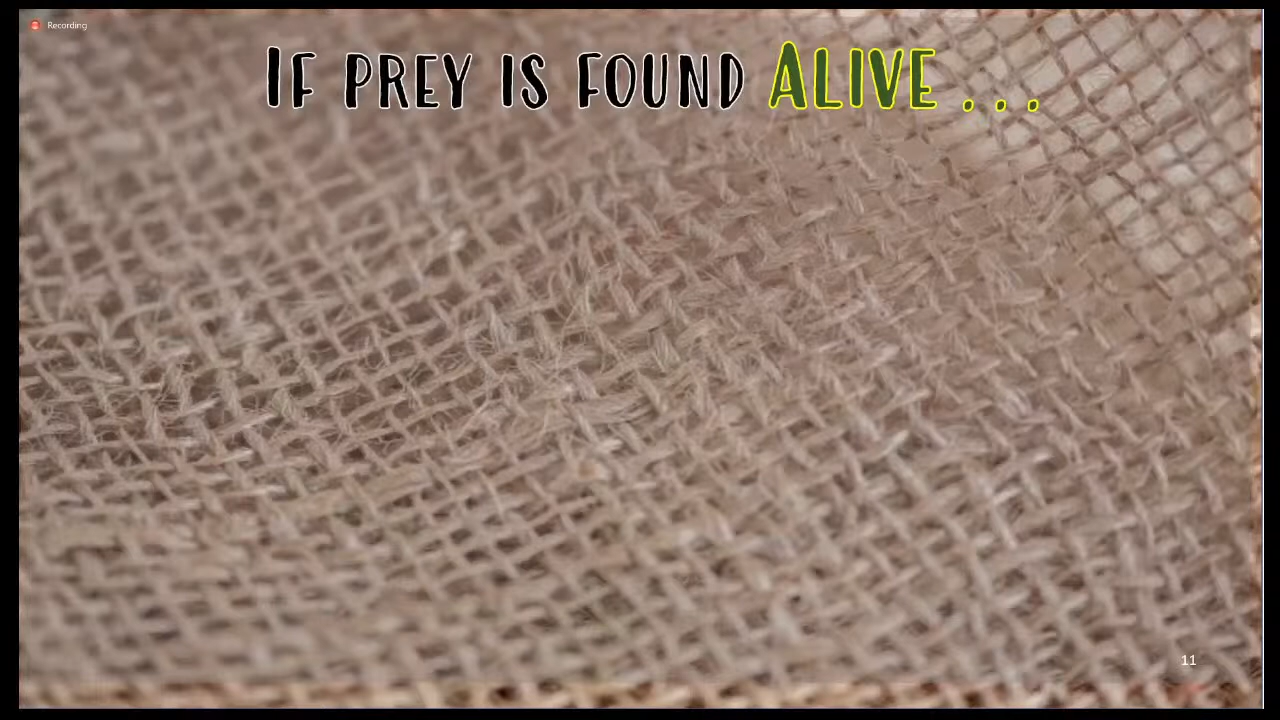 Recording
IF PREY IS FOUND ALIVE . . .
11